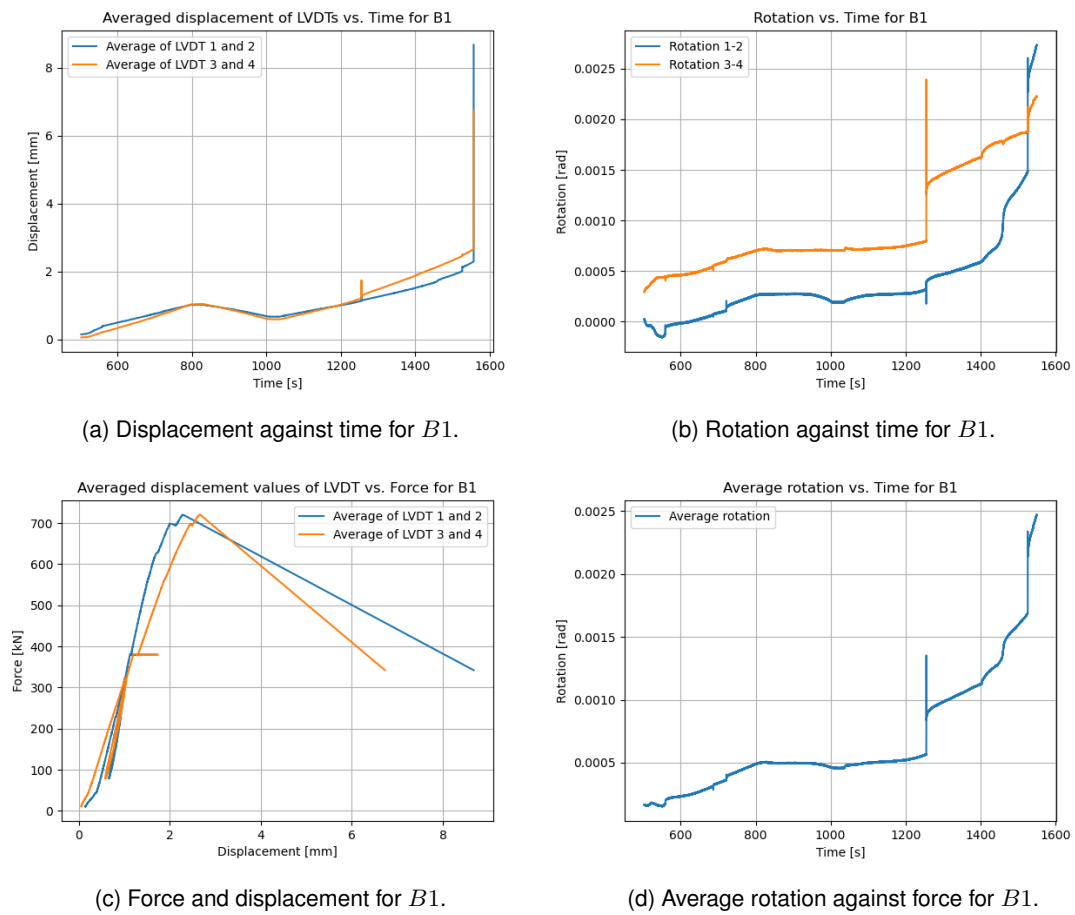 Averaged displacement of LVDTs vs. Time for B1
Average of LVDT 1 and 2
Average of LVDT 3 and 4
Displacement [mm]
8
6
4
2
0
600 800 1000 1200 1400 1600
Time [s]
(a) Displacement against time for B1.
Rotation vs. Time for B1
Rotation 1-2
Rotation 3-4
Rotation [rad]
0.0025
0.0020
0.0015
0.0010
0.0005
0.0000
600 800 1000 1200 1400 1600
Time [s]
(b) Rotation against time for B1.
Averaged displacement values of LVDT vs. Force for B1
Average of LVDT 1 and 2
Average of LVDT 3 and 4
Force [kN]
700
600
500
400
300
200
100
0
0 2 4 6 8
Displacement [mm]
(c) Force and displacement for B1.
Average rotation vs. Time for B1
Average rotation
Rotation [rad]
0.0025
0.0020
0.0015
0.0010
0.0005
600 800 1000 1200 1400 1600
Time [s]
(d) Average rotation against force for B1.